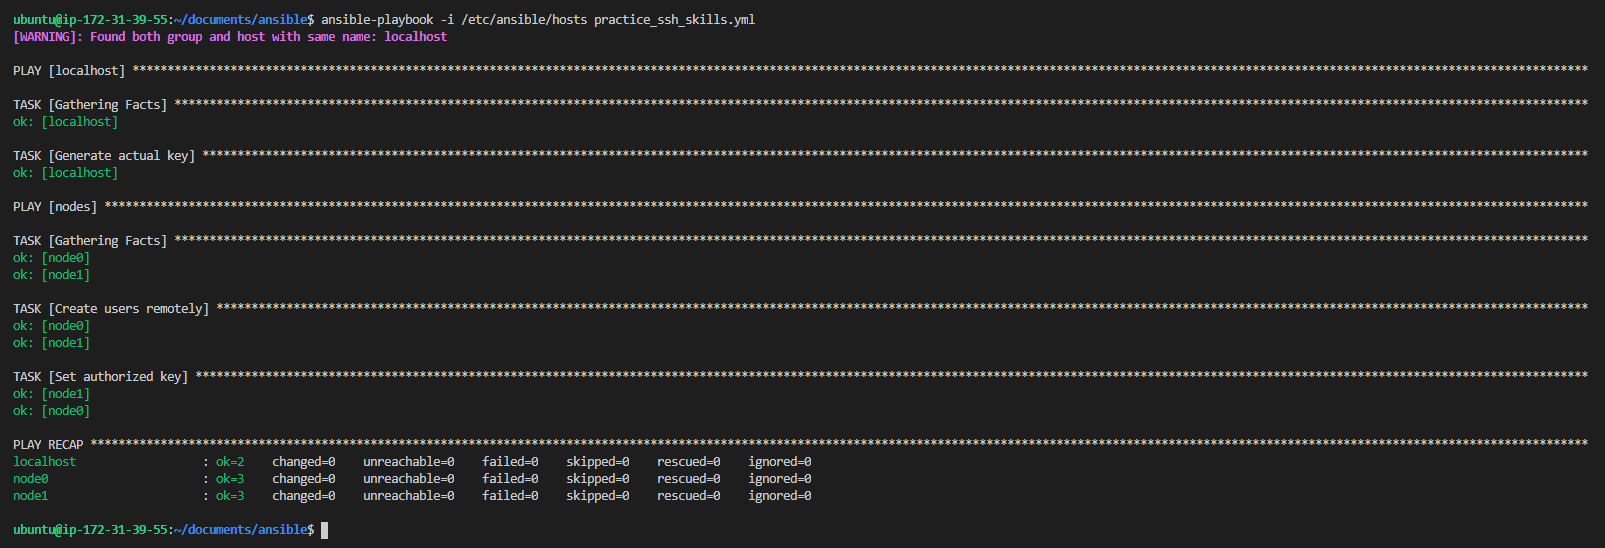 ubuntu@ip-172-31-39-55:~/documents/ansible$ ansible-playbook -i /etc/ansible/hosts practice_ssh_skills.yml
[WARNING]: Found both group and host with same name: localhost
PLAY [localhost] ****************************************************************************************************************************************************************************************************************
TASK [Gathering Facts] **********************************************************************************************************************************************************************************************************
ok: [localhost]
TASK [Generate actual key] ******************************************************************************************************************************************************************************************************
ok: [localhost]
PLAY [nodes] ********************************************************************************************************************************************************************************************************************
TASK [Gathering Facts] **********************************************************************************************************************************************************************************************************
ok: [node0]
ok: [node1]
TASK [Create users remotely] ****************************************************************************************************************************************************************************************************
ok: [node0]
ok: [node1]
TASK [Set authorized key] *******************************************************************************************************************************************************************************************************
ok: [node1]
ok: [node0]
PLAY RECAP **********************************************************************************************************************************************************************************************************************
localhost                  : ok=2    changed=0    unreachable=0    failed=0    skipped=0    rescued=0    ignored=0
node0                      : ok=3    changed=0    unreachable=0    failed=0    skipped=0    rescued=0    ignored=0
node1                      : ok=3    changed=0    unreachable=0    failed=0    skipped=0    rescued=0    ignored=0
ubuntu@ip-172-31-39-55:~/documents/ansible$